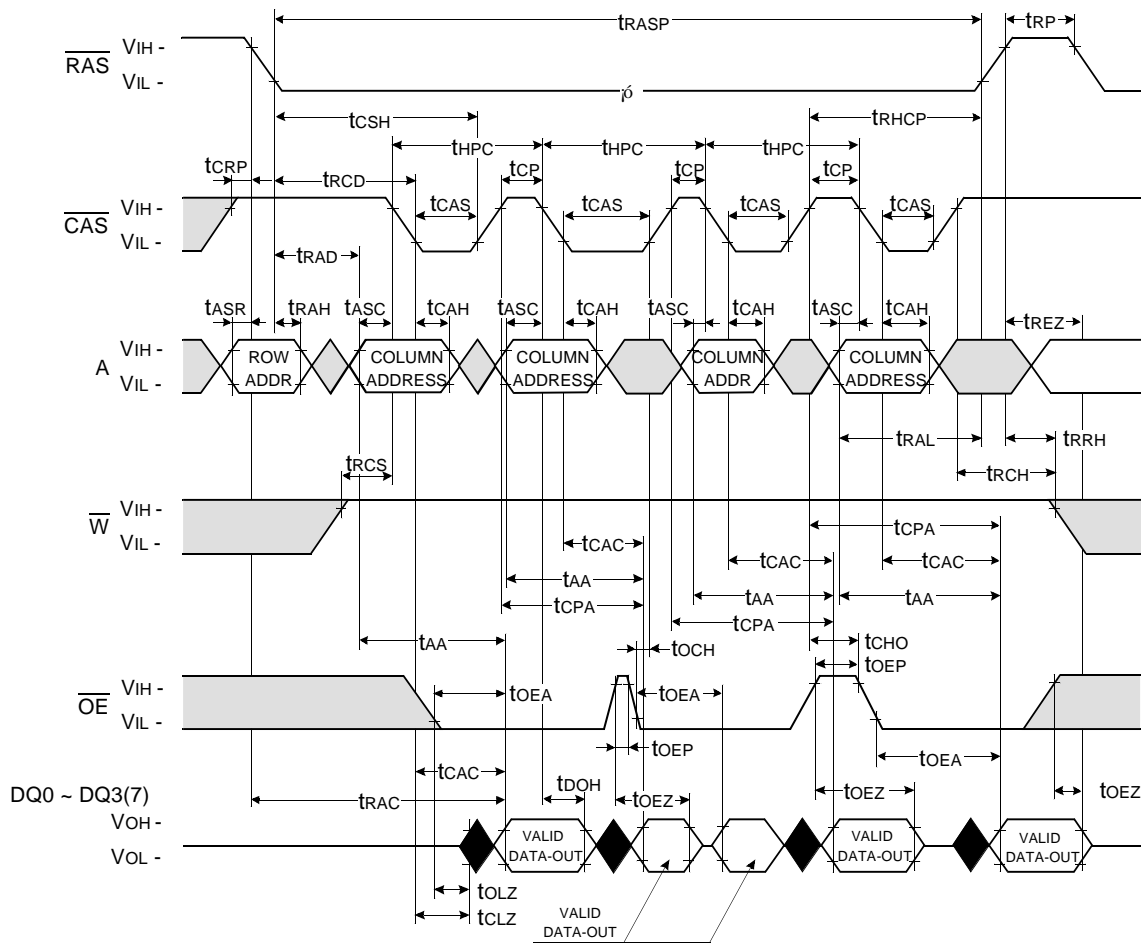 tRASP
tRP
RAS
VIH -
VIL -
¡ó
tCSH
tRHCP
tHPC
tHPC
tHPC
tCRP
tCP
tCP
tCP
tRCD
CAS
VIH -
VIL -
tCAS
tCAS
tCAS
tCAS
tRAD
tASR
tRAH
tASC
tCAH
tASC
tCAH
tASC
tCAH
tASC
tCAH
tREZ
A
VIH -
VIL -
ROW
ADDR
COLUMN
ADDRESS
COLUMN
ADDRESS
COLUMN
ADDR
COLUMN
ADDRESS
tRAL
tRRH
tRCS
tRCH
W
VIH -
VIL -
tCPA
tCAC
tCAC
tCAC
tAA
tAA
tAA
tCPA
tCPA
tAA
tCHO
tOCH
tOEP
OE
VIH -
VIL -
tOEA
tOEA
tOEP
tOEA
tCAC
tDOH
DQ0 ~ DQ3(7)
tRAC
tOEZ
tOEZ
tOEZ
VOH -
VOL -
VALID
DATA-OUT
VALID
DATA-OUT
VALID
DATA-OUT
tOLZ
tCLZ
VALID
DATA-OUT